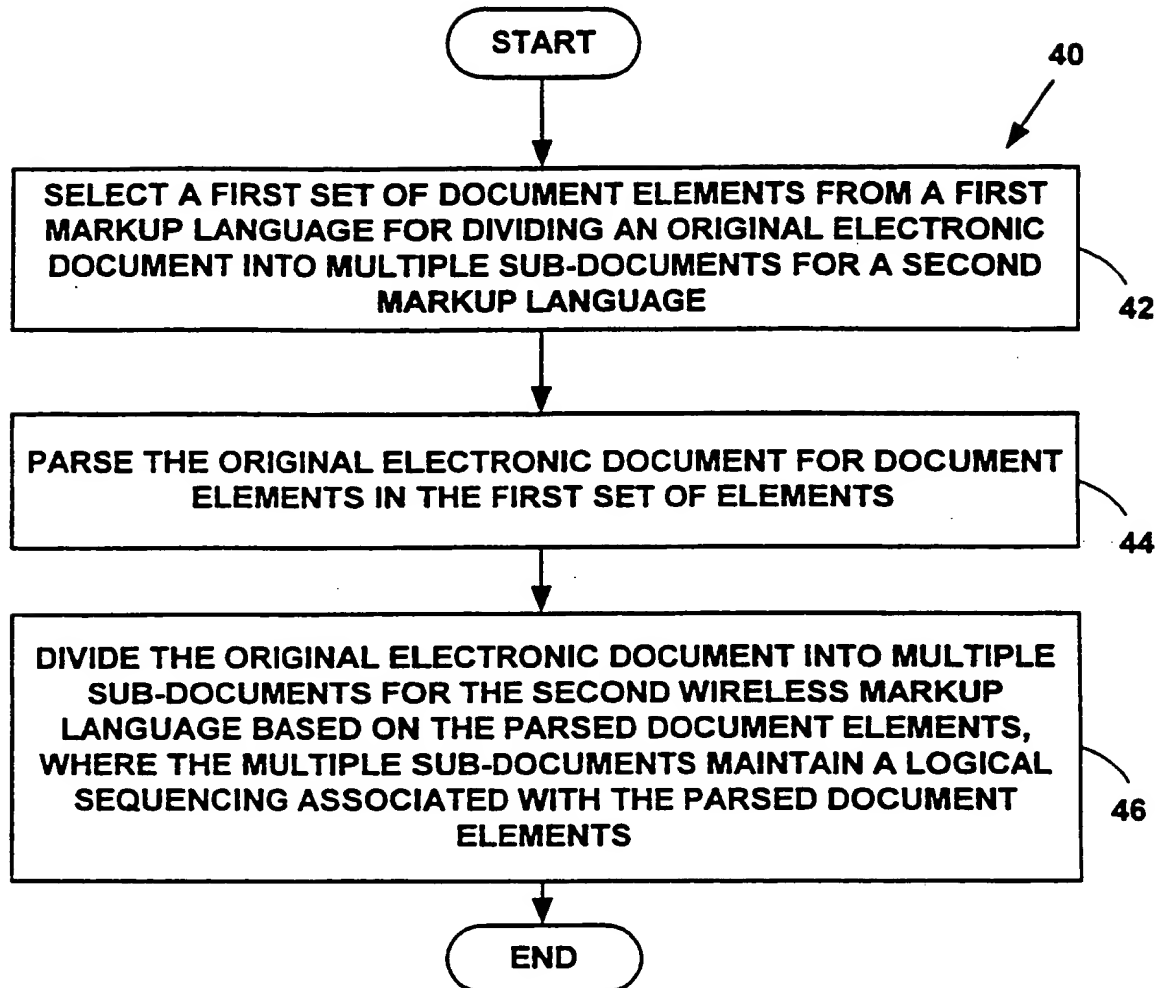 START
40
SELECT A FIRST SET OF DOCUMENT ELEMENTS FROM A FIRST
MARKUP LANGUAGE FOR DIVIDING AN ORIGINAL ELECTRONIC
DOCUMENT INTO MULTIPLE SUB-DOCUMENTS FOR A SECOND
MARKUP LANGUAGE
42
PARSE THE ORIGINAL ELECTRONIC DOCUMENT FOR DOCUMENT
ELEMENTS IN THE FIRST SET OF ELEMENTS
44
DIVIDE THE ORIGINAL ELECTRONIC DOCUMENT INTO MULTIPLE
SUB-DOCUMENTS FOR THE SECOND WIRELESS MARKUP
LANGUAGE BASED ON THE PARSED DOCUMENT ELEMENTS,
WHERE THE MULTIPLE SUB-DOCUMENTS MAINTAIN A LOGICAL
SEQUENCING ASSOCIATED WITH THE PARSED DOCUMENT
ELEMENTS
46
END